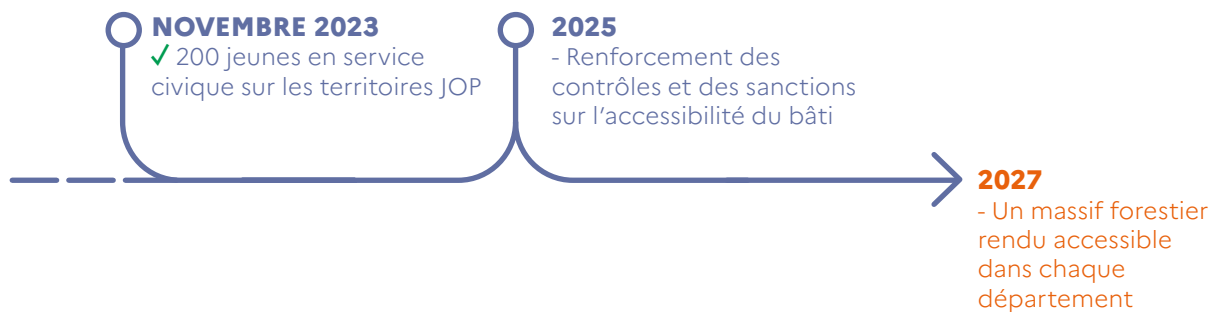 NOVEMBRE 2023
✓ 200 jeunes en service
civique sur les territoires JOP
2025
- Renforcement des
contrôles et des sanctions
sur l'accessibilité du bâti
2027
- Un massif forestier
rendu accessible
dans chaque
département